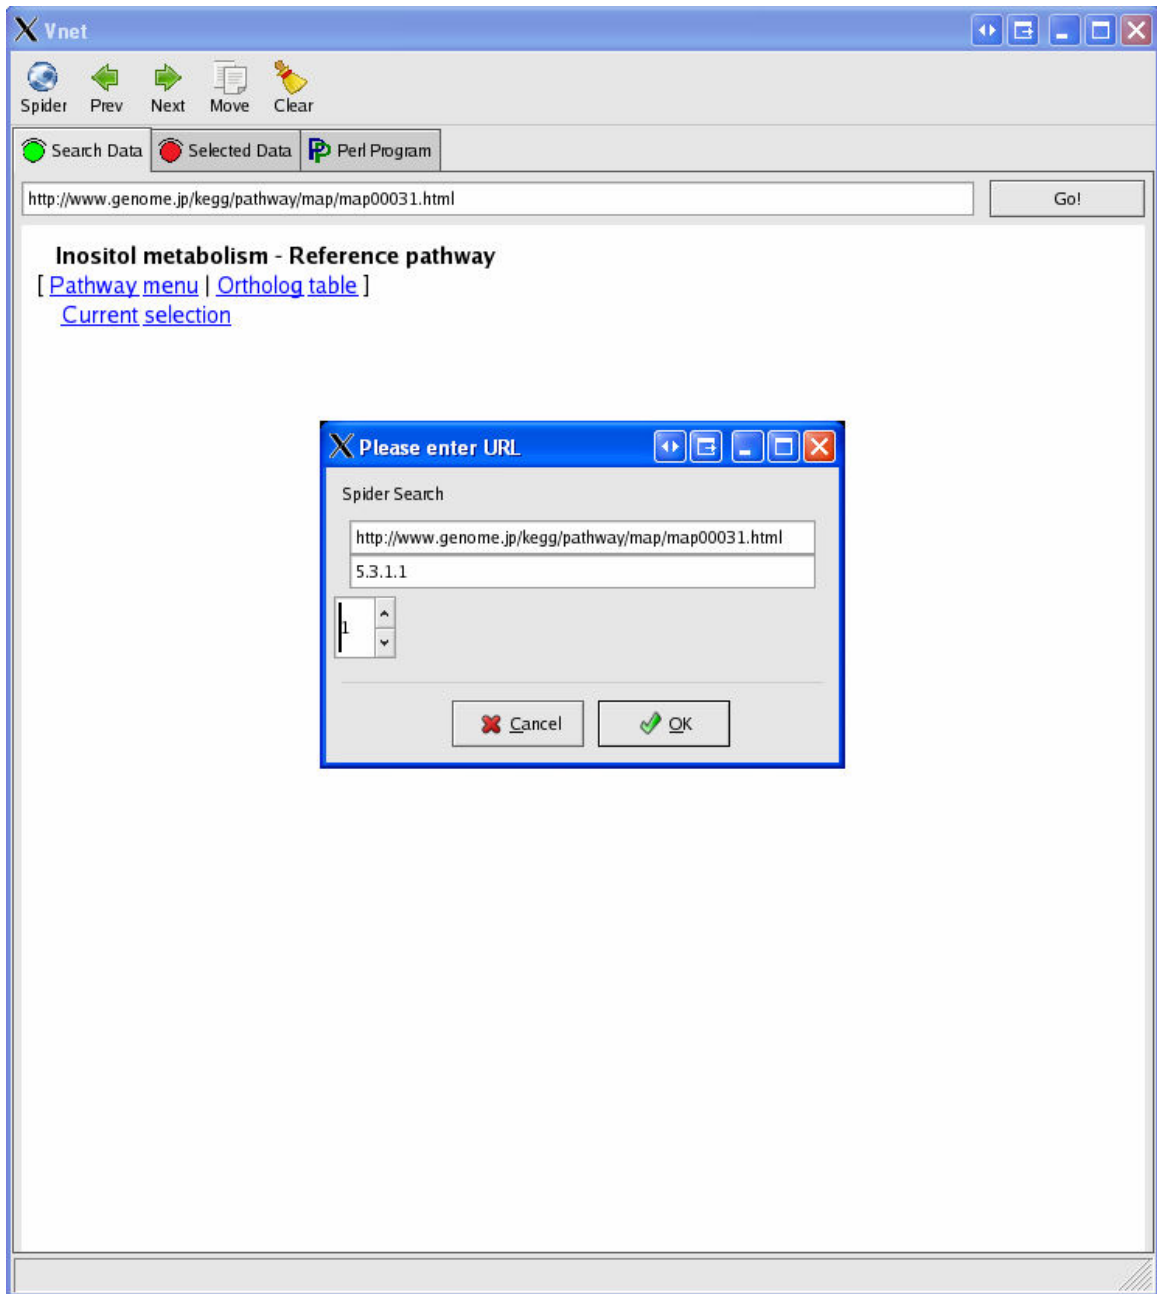 Vnet
Spider Prev Next Move Clear
Search Data Selected Data Perl Program
http://www.genome.jp/kegg/pathway/map/map00031.html Go!
Inositol metabolism - Reference pathway
[ Pathway menu | Ortholog table ]
Current selection
Please enter URL
Spider Search
http://www.genome.jp/kegg/pathway/map/map00031.html
5.3.1.1
1
Cancel OK